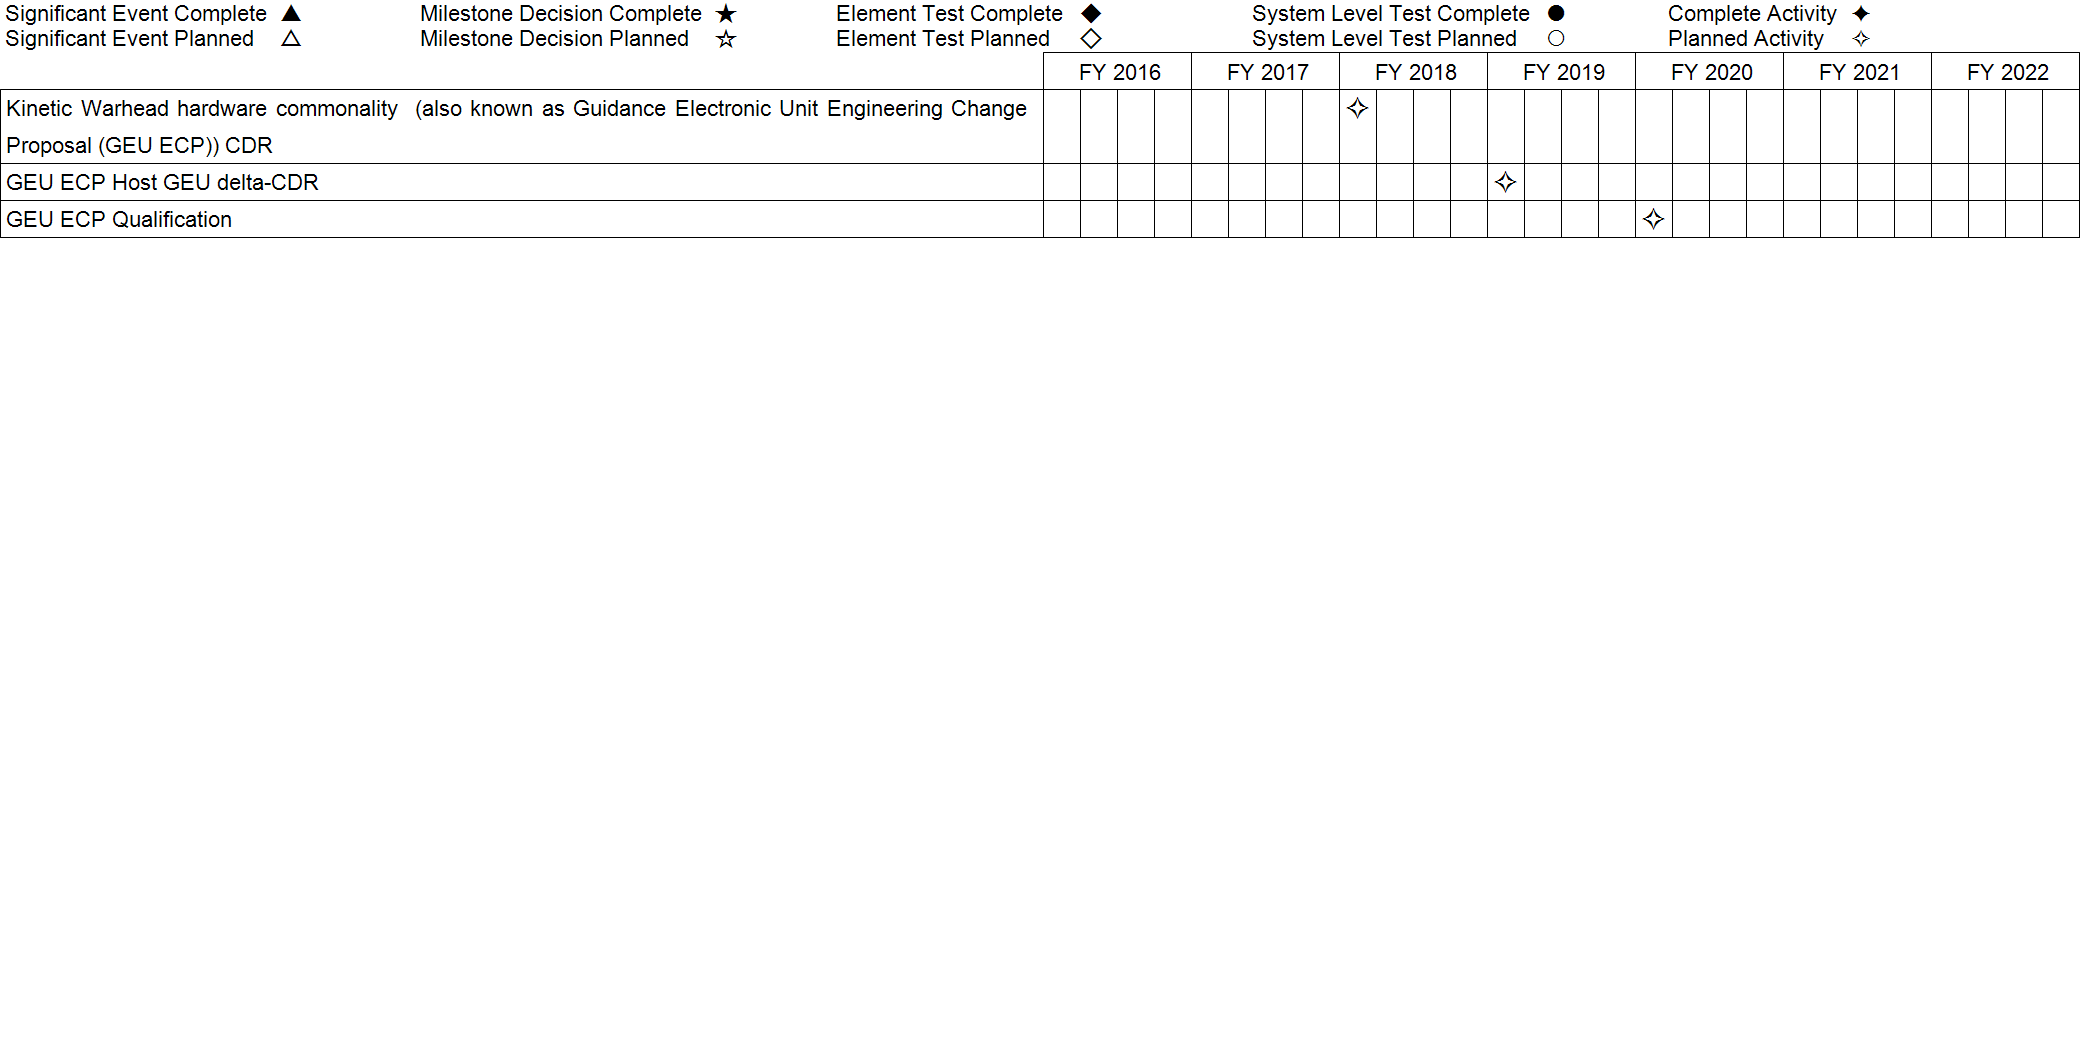 Significant Event Complete ▲ Milestone Decision Complete ★ Element Test Complete ◆ System Level Test Complete ● Complete Activity ✦
Significant Event Planned △ Milestone Decision Planned ☆ Element Test Planned ◇ System Level Test Planned ○ Planned Activity ✧
FY 2016 FY 2017 FY 2018 FY 2019 FY 2020 FY 2021 FY 2022
Kinetic Warhead hardware commonality (also known as Guidance Electronic Unit Engineering Change ✧
Proposal (GEU ECP)) CDR
GEU ECP Host GEU delta-CDR ✧
GEU ECP Qualification ✧